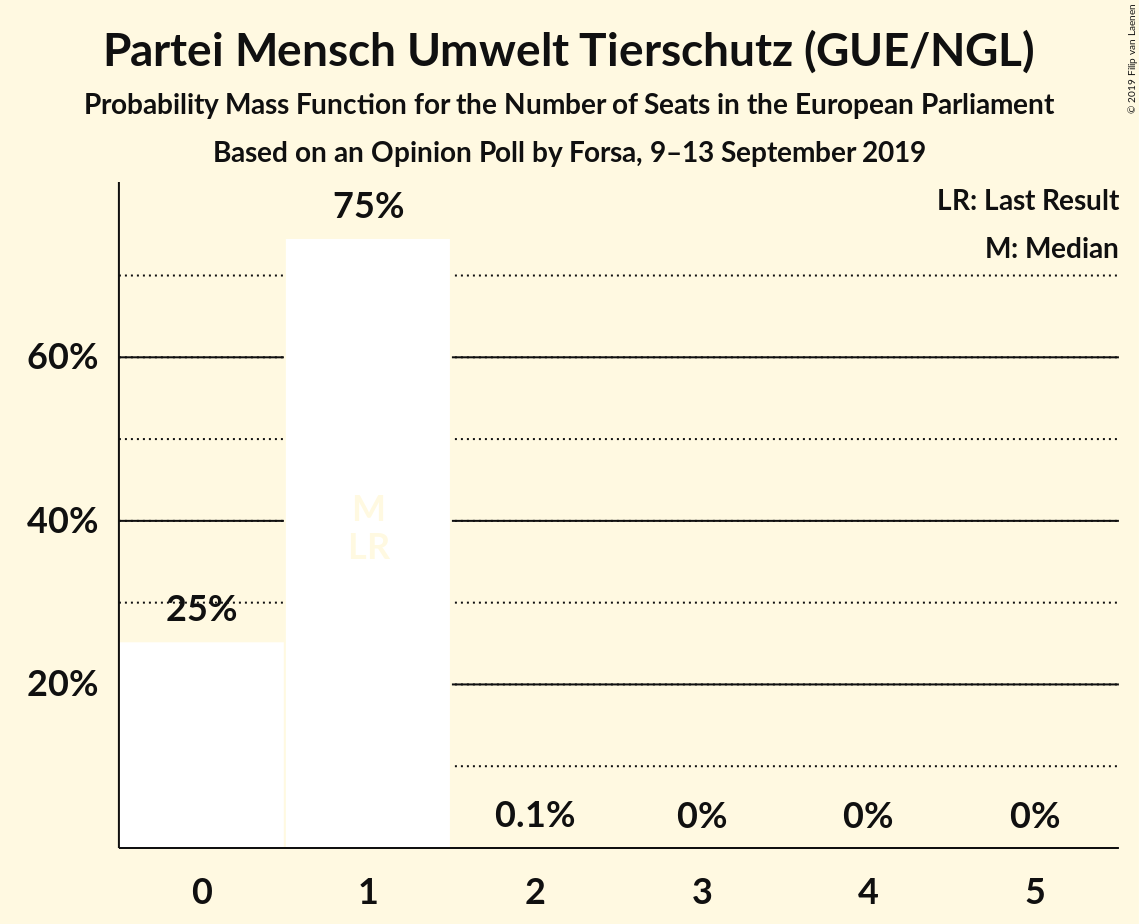 Partei Mensch Umwelt Tierschutz (GUE/NGL)
Probability Mass Function for the Number of Seats in the European Parliament
Based on an Opinion Poll by Forsa, 9–13 September 2019
© 2019 Filip van Laenen
LR: Last Result
M: Median
75%
60%
M
40%
LR
25%
20%
0.1%
0%
0%
0%
0
1
2
3
4
5